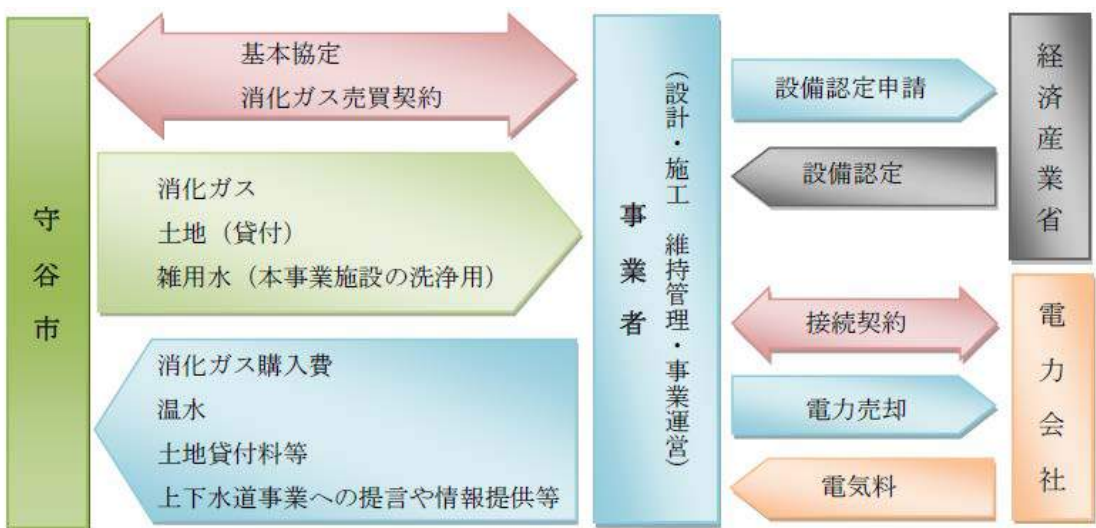 守谷市
基本協定
消化ガス売買契約
消化ガス
土地（貸付）
雑用水（本事業施設の洗浄用）
消化ガス購入費
温水
土地貸付料等
上下水道事業への提言や情報提供等
事業者
（設計・施工　維持管理・事業運営）
設備認定申請
設備認定
経済産業省
接続契約
電力売却
電気料
電力会社